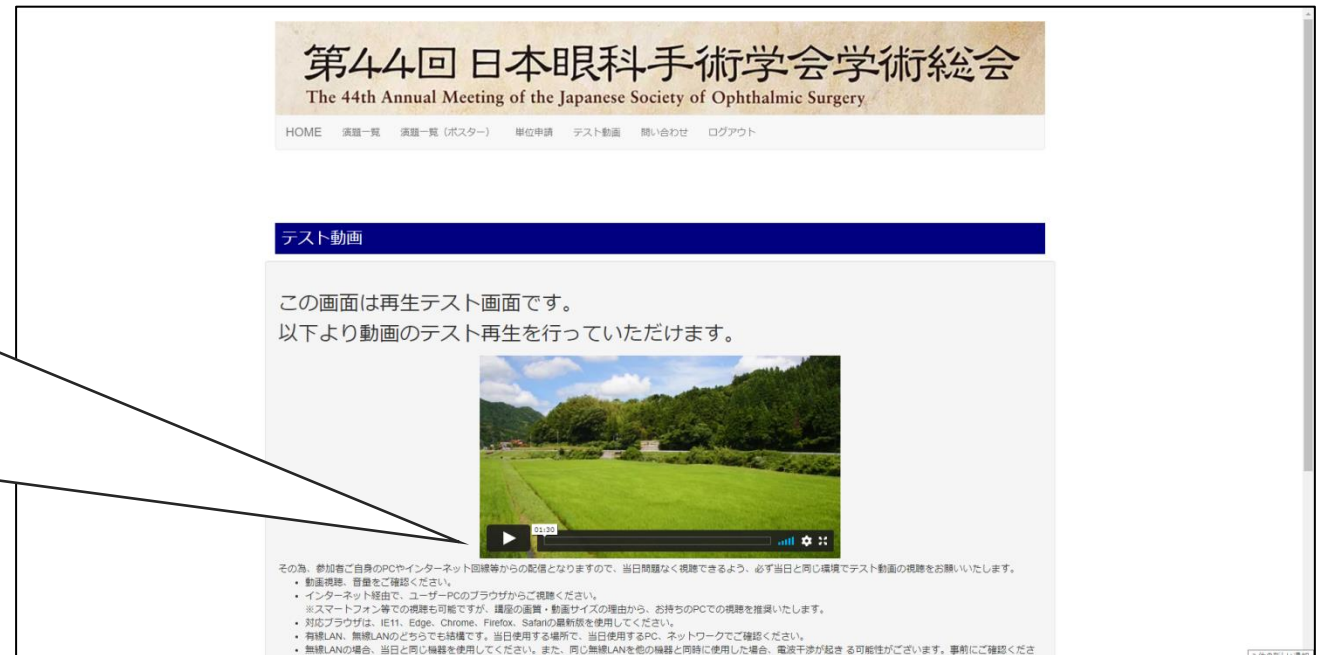 第44回 日本眼科手術学会学術総会
The 44th Annual Meeting of the Japanese Society of Ophthalmic Surgery
HOME 演題一覧 演題一覧（ポスター） 単位申請 テスト動画 問い合わせ ログアウト
テスト動画
この画面は再生テスト画面です。
以下より動画のテスト再生を行っていただけます。
01:30
その為、参加者ご自身のPCやインターネット回線等からの配信となりますので、当日問題なく視聴できるよう、必ず当日と同じ環境でテスト動画の視聴をお願いいたします。
• 動画視聴、音量をご確認ください。
• インターネット経由で、ユーザーPCのブラウザからご視聴ください。
※スマートフォン等での視聴も可能ですが、講座の画質・動画サイズの理由から、お持ちのPCでの視聴を推奨いたします。
• 対応ブラウザは、IE11、Edge、Chrome、Firefox、Safariの最新版を使用してください。
• 有線LAN、無線LANのどちらでも結構です。当日使用する場所で、当日使用するPC、ネットワークでご確認ください。
• 無線LANの場合、当日と同じ機器を使用してください。また、同じ無線LANを他の機器と同時に使用した場合、電波干渉が起き る可能性がございます。事前にご確認くださ